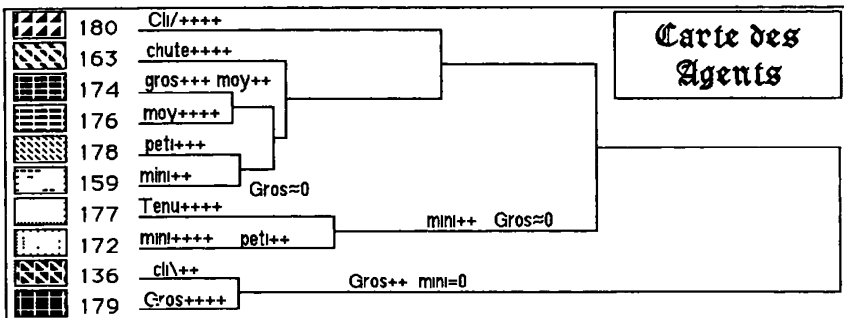 180 Cli/++++
Carte des
Agents
163 chute++++
174 gros+++ moy++
176 moy++++
178 peti+++
159 mini++
Gros≈0
177 Tenu++++
mini++ Gros≈0
172 mini++++ peti++
136 cli\++
Gros++ mini=0
179 Gros++++